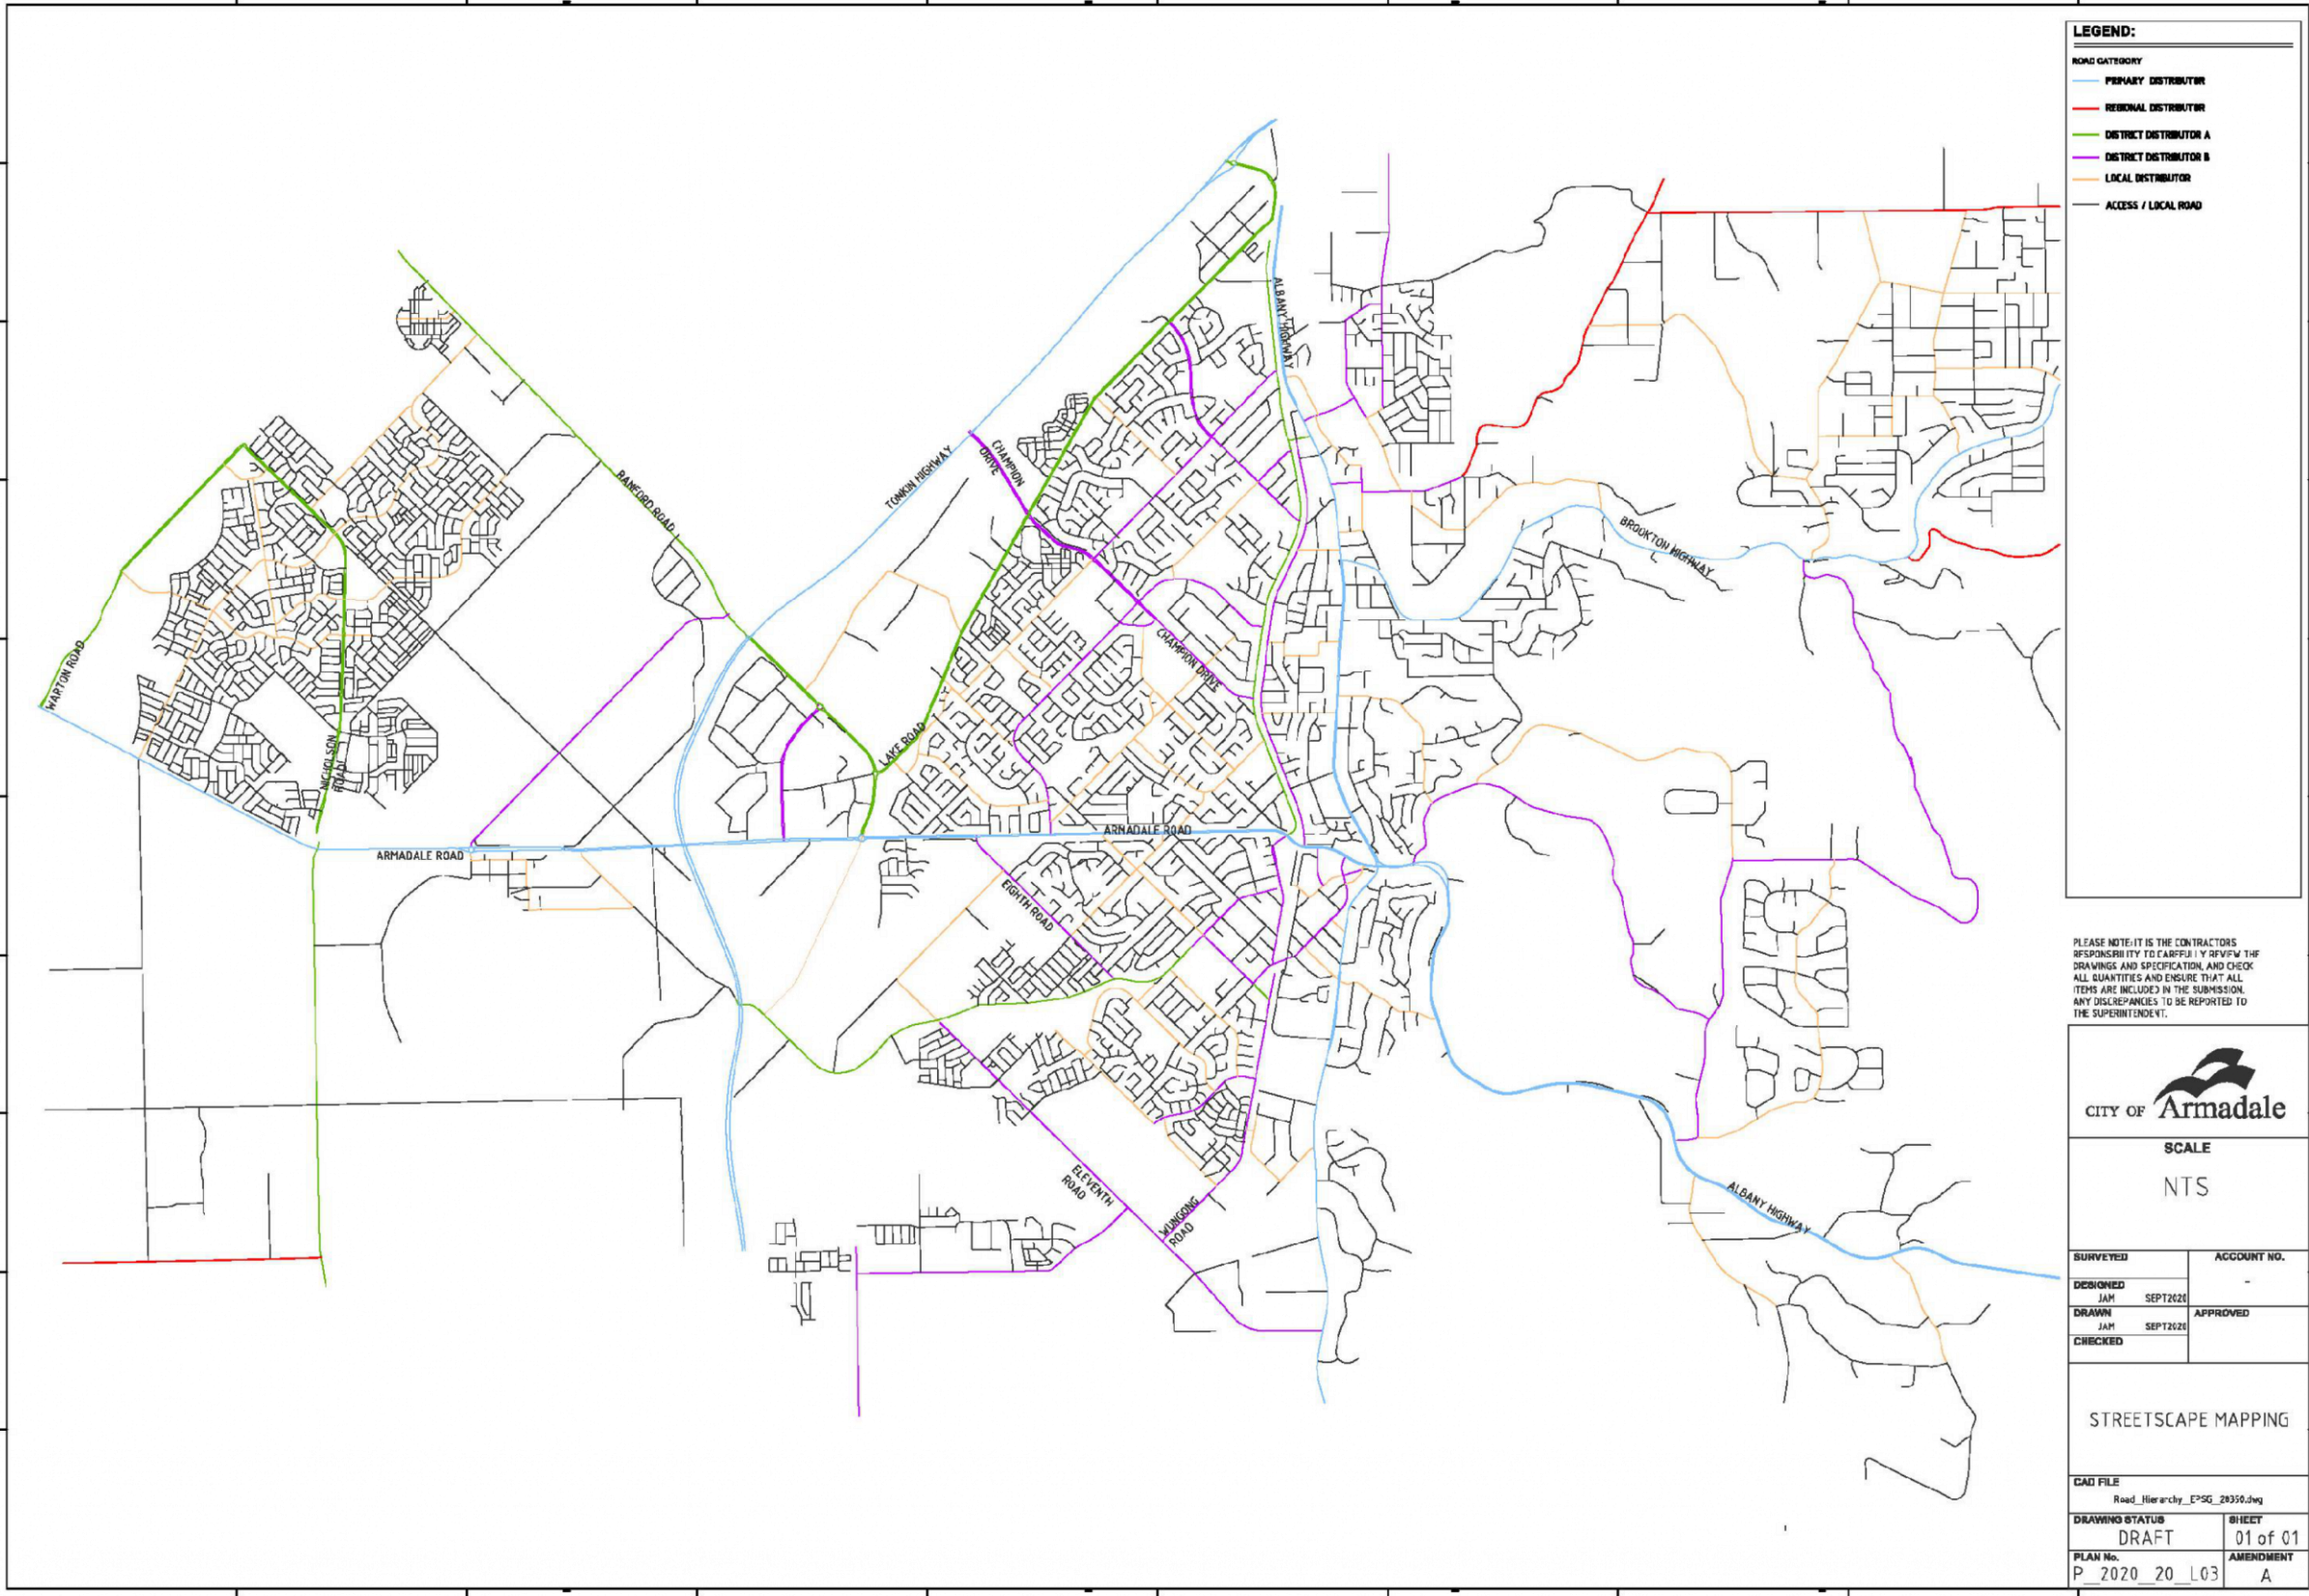 LEGEND:
ROAD CATEGORY
PRIMARY DISTRIBUTOR
REGIONAL DISTRIBUTOR
DISTRICT DISTRIBUTOR A
DISTRICT DISTRIBUTOR B
LOCAL DISTRIBUTOR
ACCESS / LOCAL ROAD
ALBANY HIGHWAY
CHAMPION
DRIVE
TONKIN HIGHWAY
RANFORD ROAD
BROOKTON HIGHWAY
WARTON ROAD
CHAMPION DRIVE
NICHOLSON
ROAD
LAKE ROAD
ARMADALE ROAD
ARMADALE ROAD
EIGHTH ROAD
ELEVENTH
ROAD
WUNGONG
ROAD
ALBANY HIGHWAY
PLEASE NOTE: IT IS THE CONTRACTORS
RESPONSIBILITY TO CAREFULLY REVIEW THE
DRAWINGS AND SPECIFICATION, AND CHECK
ALL QUANTITIES AND ENSURE THAT ALL
ITEMS ARE INCLUDED IN THE SUBMISSION.
ANY DISCREPANCIES TO BE REPORTED TO
THE SUPERINTENDENT.
CITY OF Armadale
SCALE
NTS
SURVEYED
ACCOUNT NO.
-
DESIGNED
JAM SEPT2020
DRAWN
JAM SEPT2020
APPROVED
CHECKED
STREETSCAPE MAPPING
CAD FILE
Road_Hierarchy_EPSG_28350.dwg
DRAWING STATUS
DRAFT
SHEET
01 of 01
PLAN No.
P_2020_20_L03
AMENDMENT
A